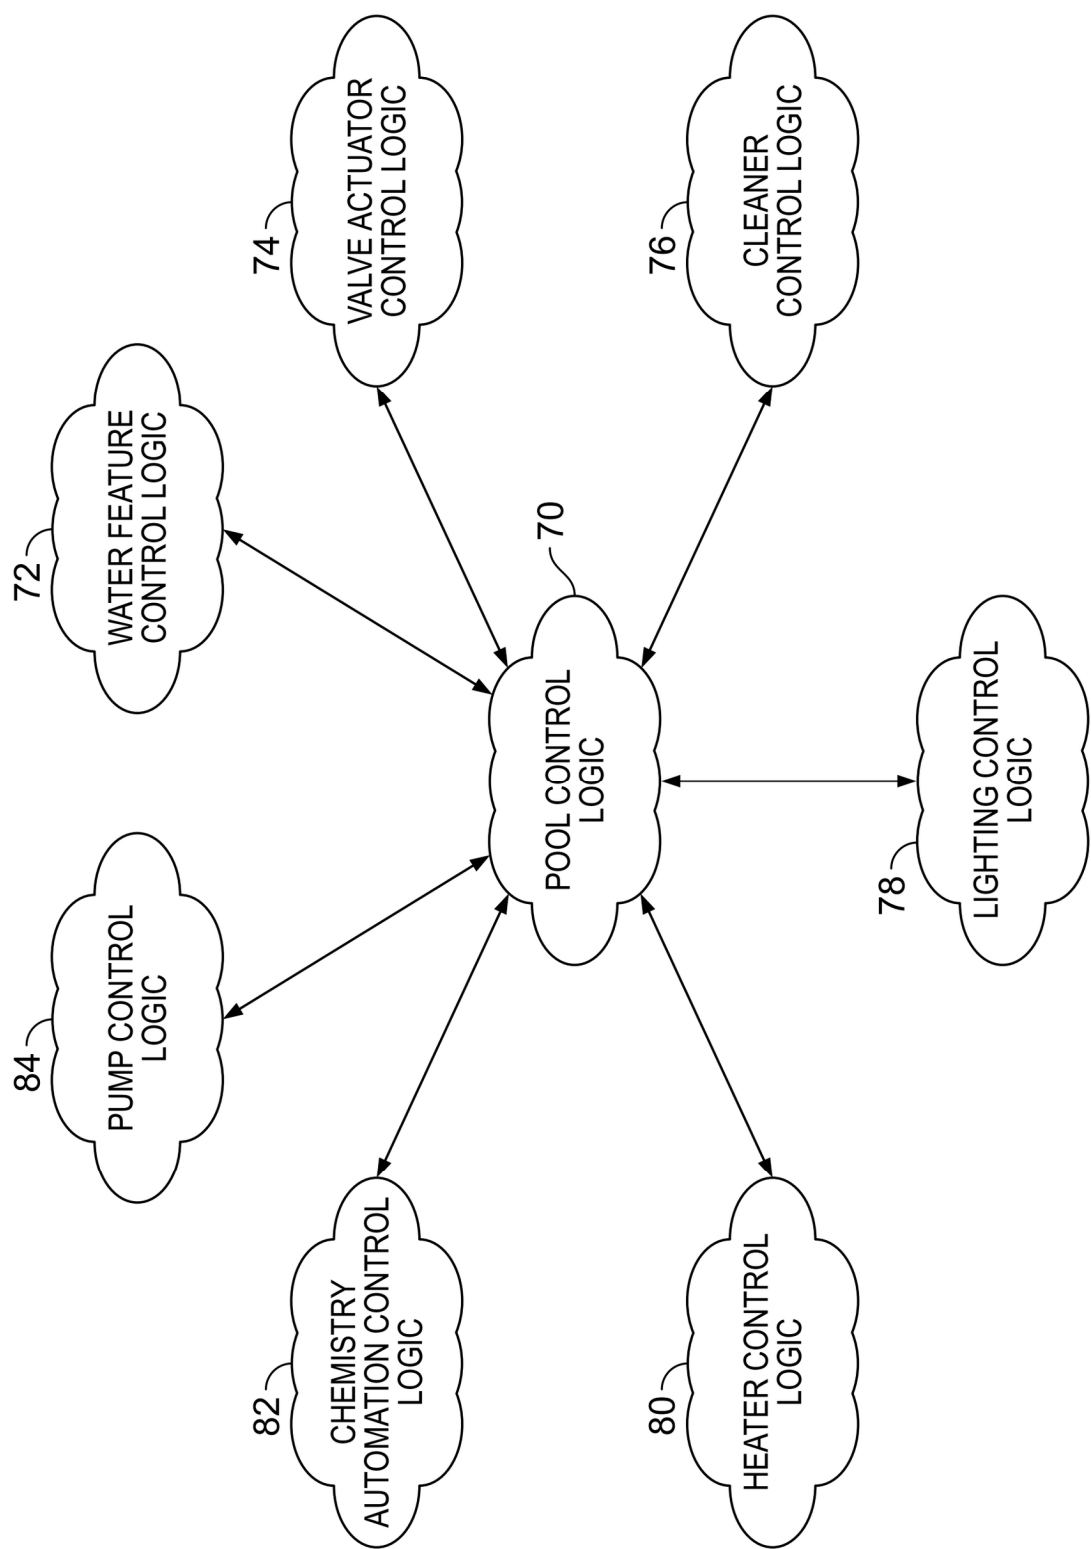 84
PUMP CONTROL
LOGIC
72
WATER FEATURE
CONTROL LOGIC
82
CHEMISTRY
AUTOMATION CONTROL
LOGIC
74
VALVE ACTUATOR
CONTROL LOGIC
70
POOL CONTROL
LOGIC
80
HEATER CONTROL
LOGIC
76
CLEANER
CONTROL LOGIC
78
LIGHTING CONTROL
LOGIC